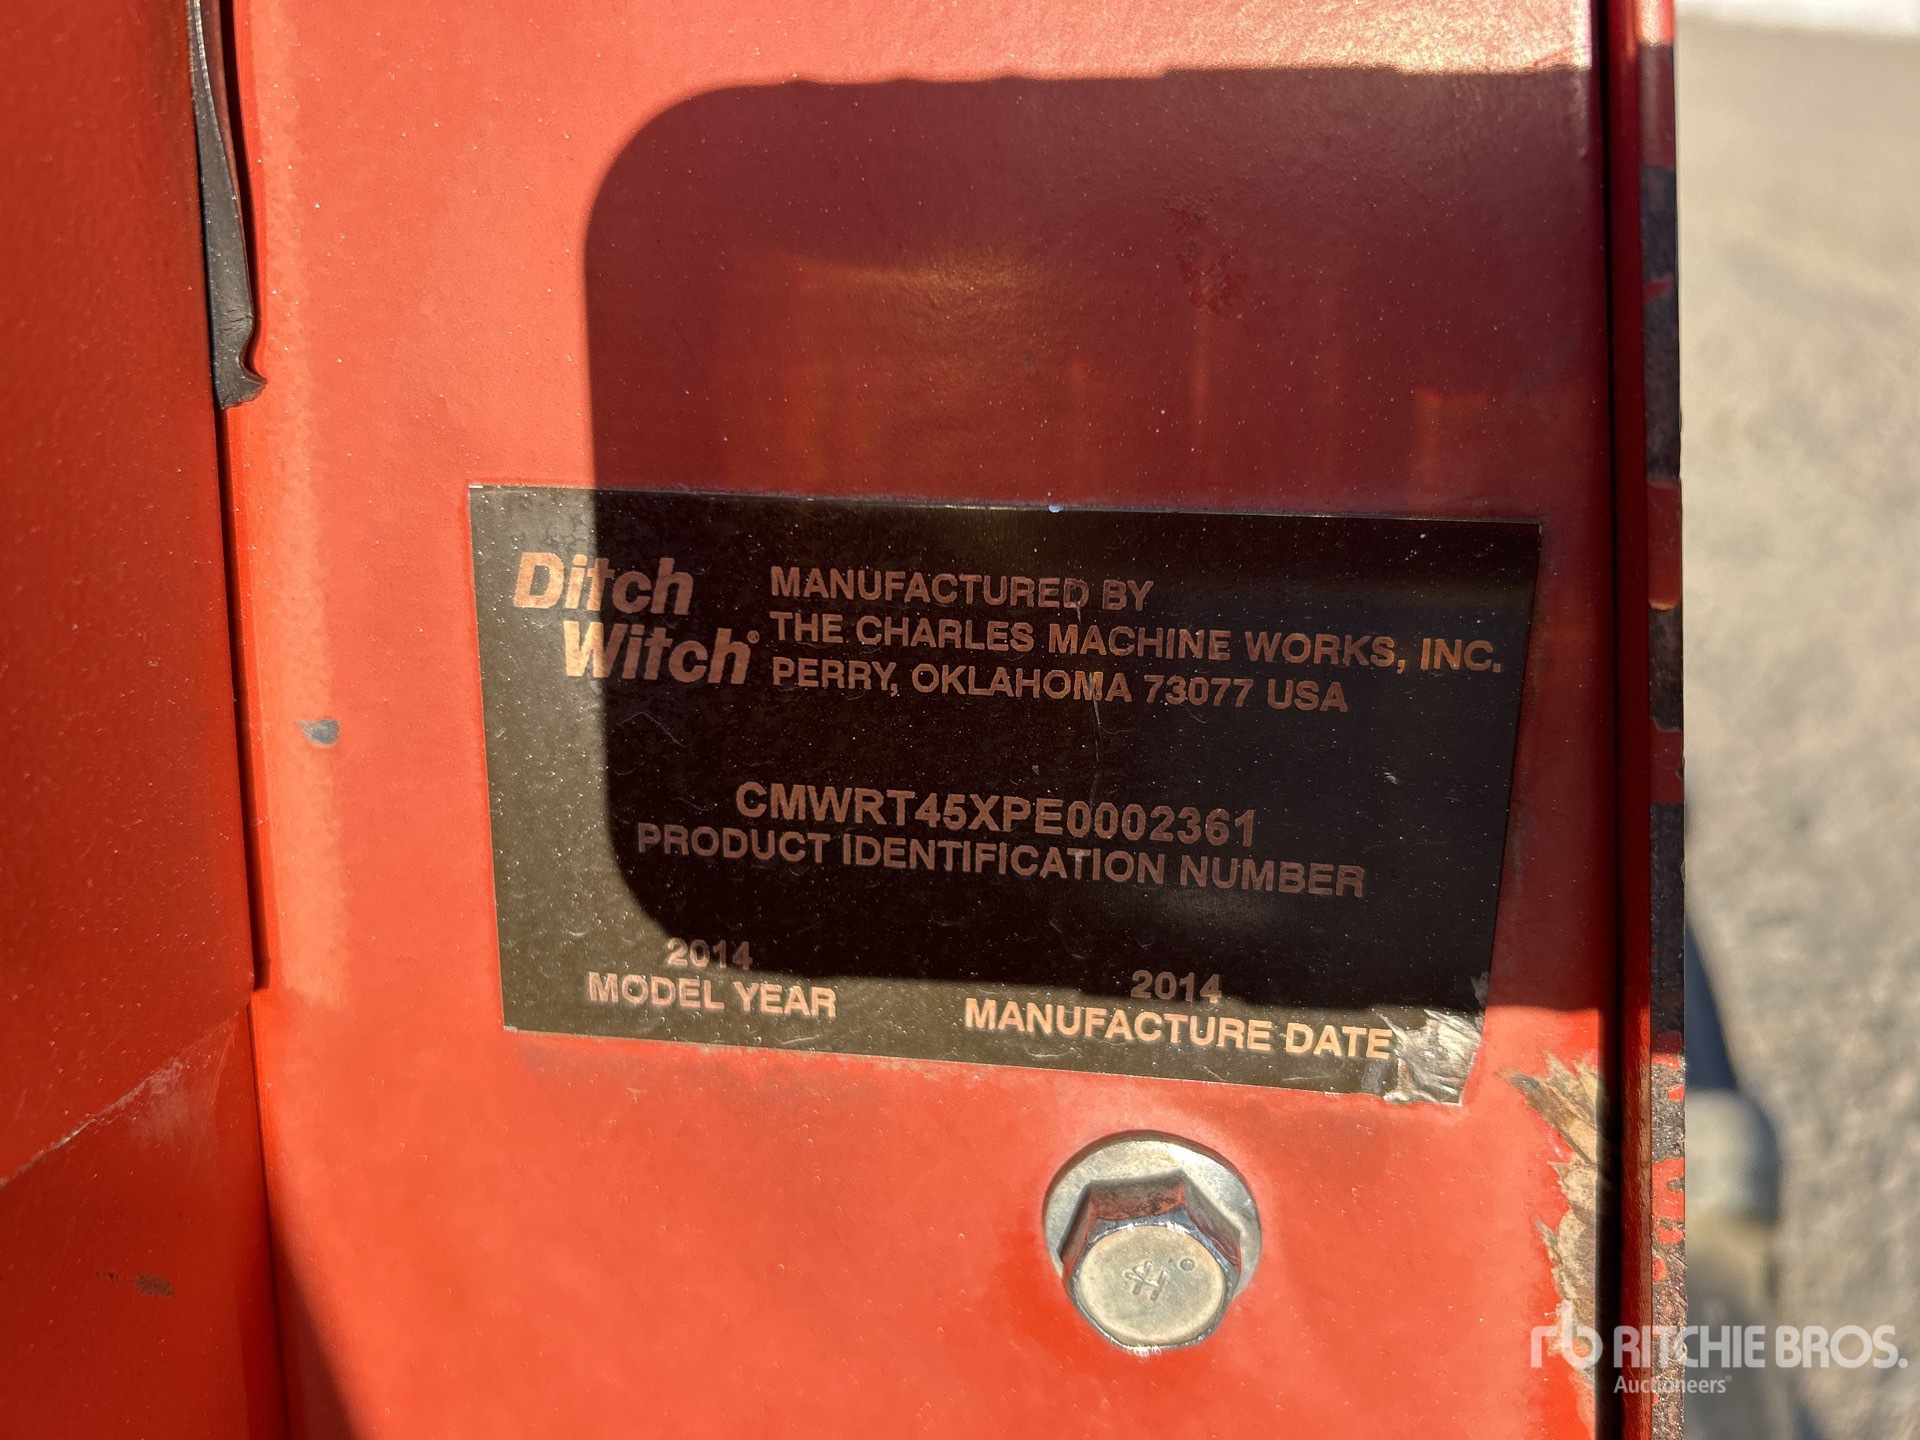 Ditch
Witch®
MANUFACTURED BY
THE CHARLES MACHINE WORKS, INC.
PERRY, OKLAHOMA 73077 USA
CMWRT45XPE0002361
PRODUCT IDENTIFICATION NUMBER
2014
MODEL YEAR
2014
MANUFACTURE DATE
rb RITCHIE BROS.
Auctioneers®